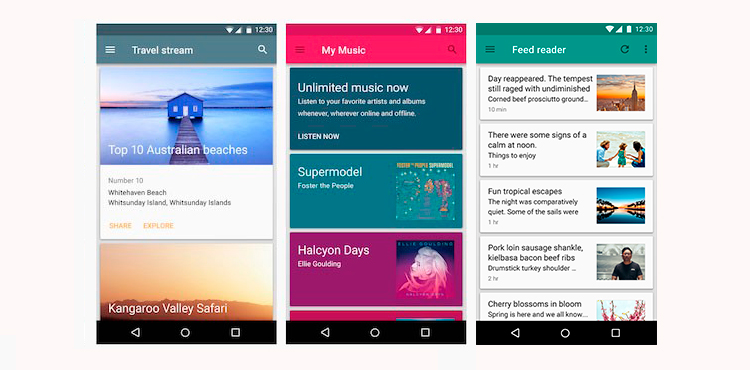 12:30
Travel stream
Top 10 Australian beaches
Number 10
Whitehaven Beach
Whitsunday Island, Whitsunday Islands
SHARE EXPLORE
Kangaroo Valley Safari
12:30
My Music
Unlimited music now
Listen to your favorite artists and albums
whenever, wherever online and offline.
LISTEN NOW
Supermodel
Foster the People
FOSTER THE PEOPLE SUPERMODEL
Halcyon Days
Ellie Goulding
ELLIE GOULDING
HALCYON DAYS
12:30
Feed reader
Day reappeared. The tempest
still raged with undiminished
Corned beef prosciutto ground...
10 min
There were some signs of a
calm at noon.
Things to enjoy
1 hr
Fun tropical escapes
The night was comparatively
quiet. Some of the sails were
1 hr
Pork loin sausage shankle,
kielbasa bacon beef ribs
Drumstick turkey shoulder ...
2 hr
Cherry blossoms in bloom
Spring is here and we all know...